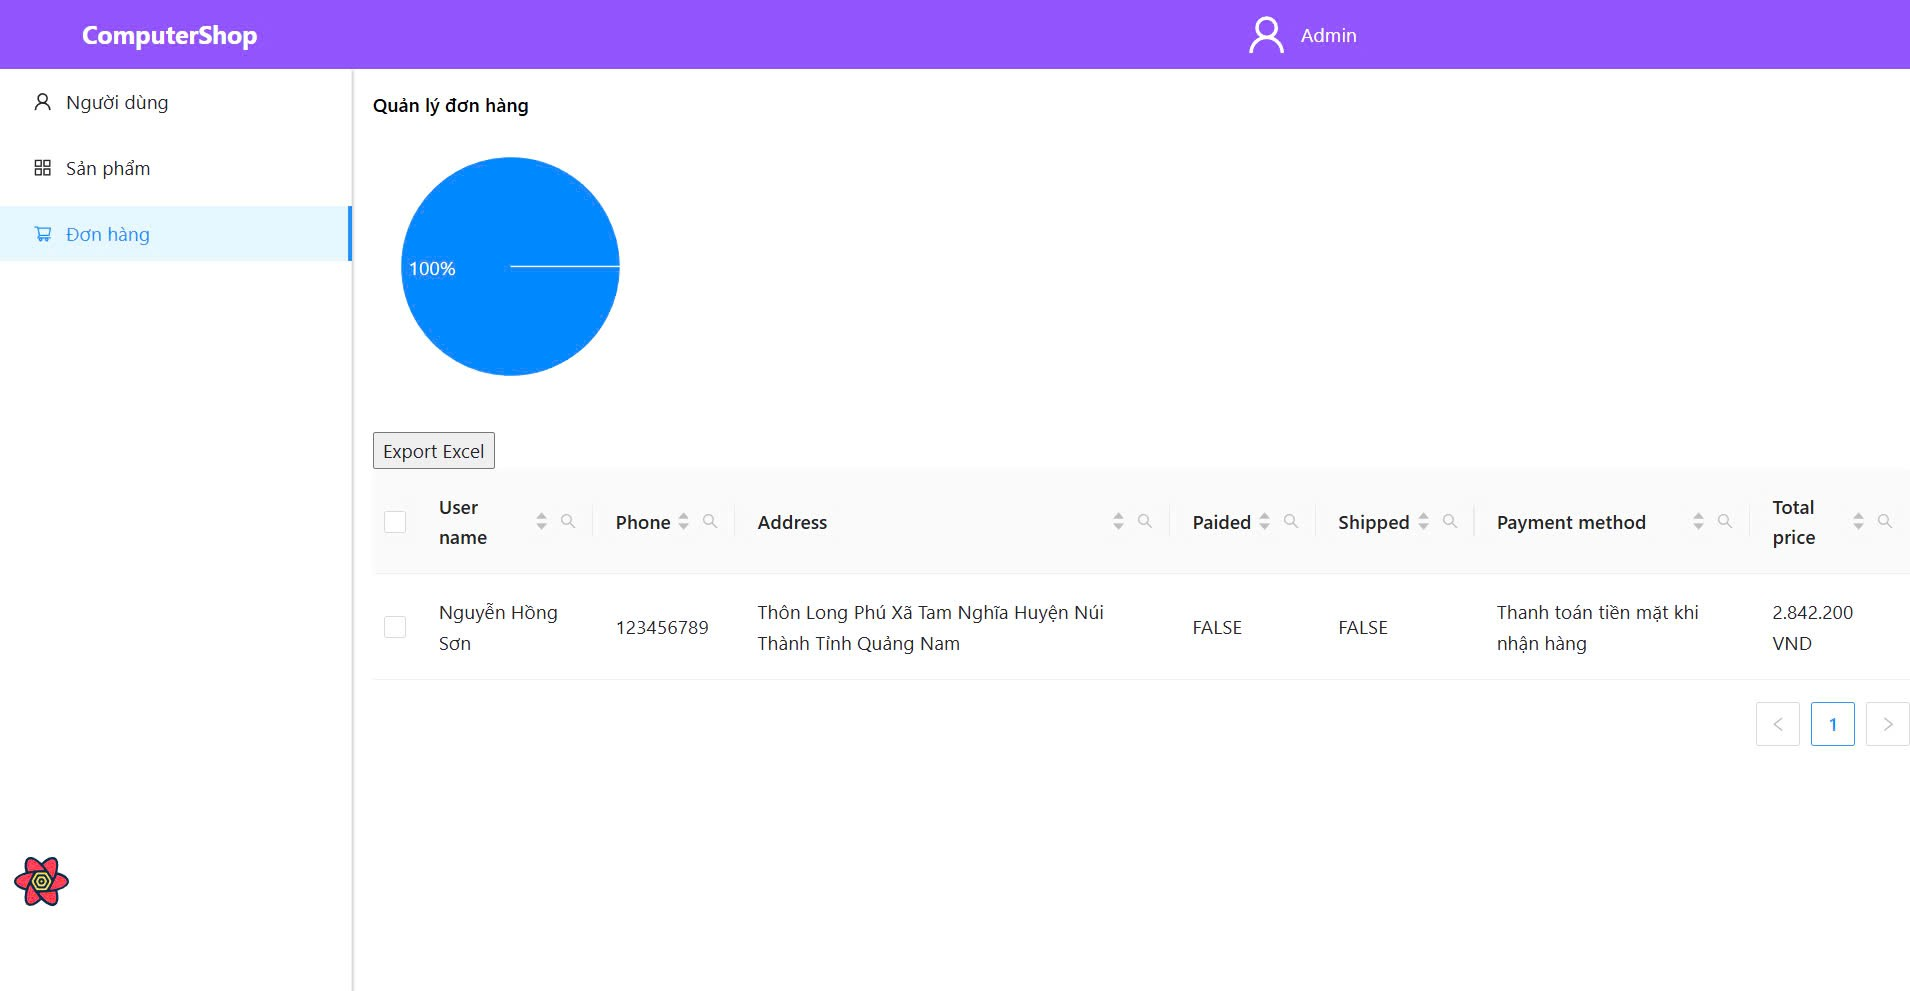 ComputerShop
Admin
Người dùng
Sản phẩm
Đơn hàng
Quản lý đơn hàng
100%
Export Excel
User name
Phone
Address
Paided
Shipped
Payment method
Total price
Nguyễn Hồng Sơn
123456789
Thôn Long Phú Xã Tam Nghĩa Huyện Núi
Thành Tỉnh Quảng Nam
FALSE
FALSE
Thanh toán tiền mặt khi
nhận hàng
2.842.200
VND
1